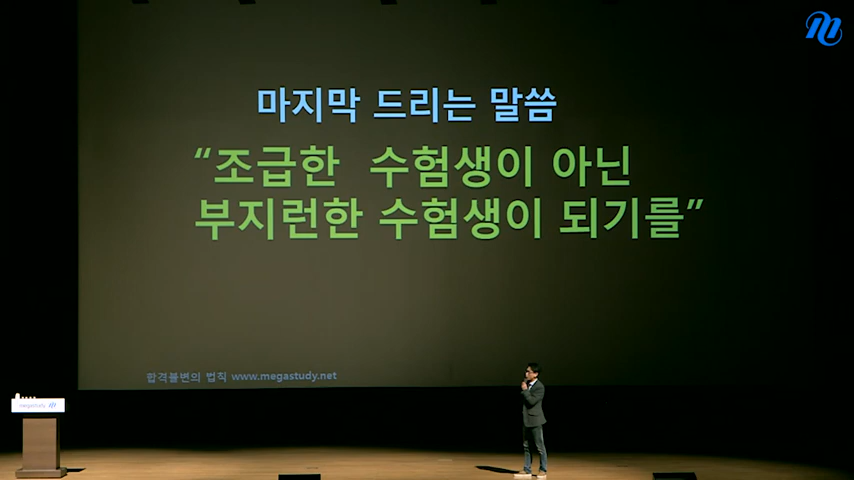 마지막 드리는 말씀
“조급한 수험생이 아닌
부지런한 수험생이 되기를”
합격불변의 법칙 www.megastudy.net
megastudy